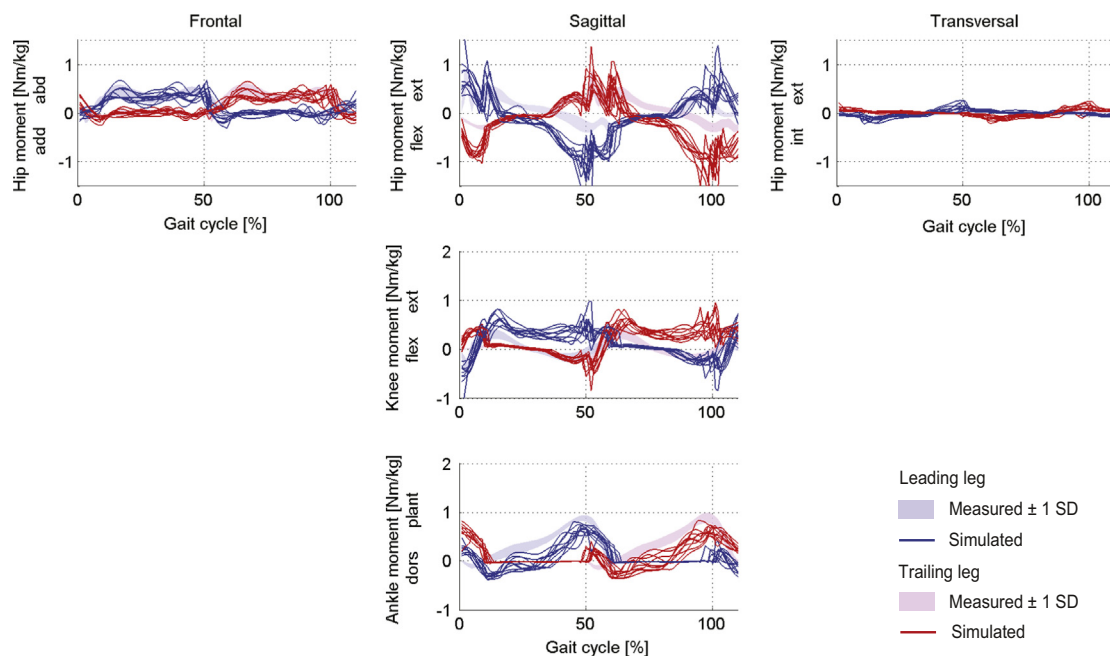 Frontal
Sagittal
Transversal
Hip moment [Nm/kg]
add abd
1
0
-1
0 50 100
Gait cycle [%]
Hip moment [Nm/kg]
flex ext
1
0
-1
0 50 100
Hip moment [Nm/kg]
int ext
1
0
-1
0 50 100
Gait cycle [%]
Knee moment [Nm/kg]
flex ext
2
1
0
-1
0 50 100
Ankle moment [Nm/kg]
dors plant
2
1
0
-1
0 50 100
Gait cycle [%]
Leading leg
Measured ± 1 SD
Simulated
Trailing leg
Measured ± 1 SD
Simulated